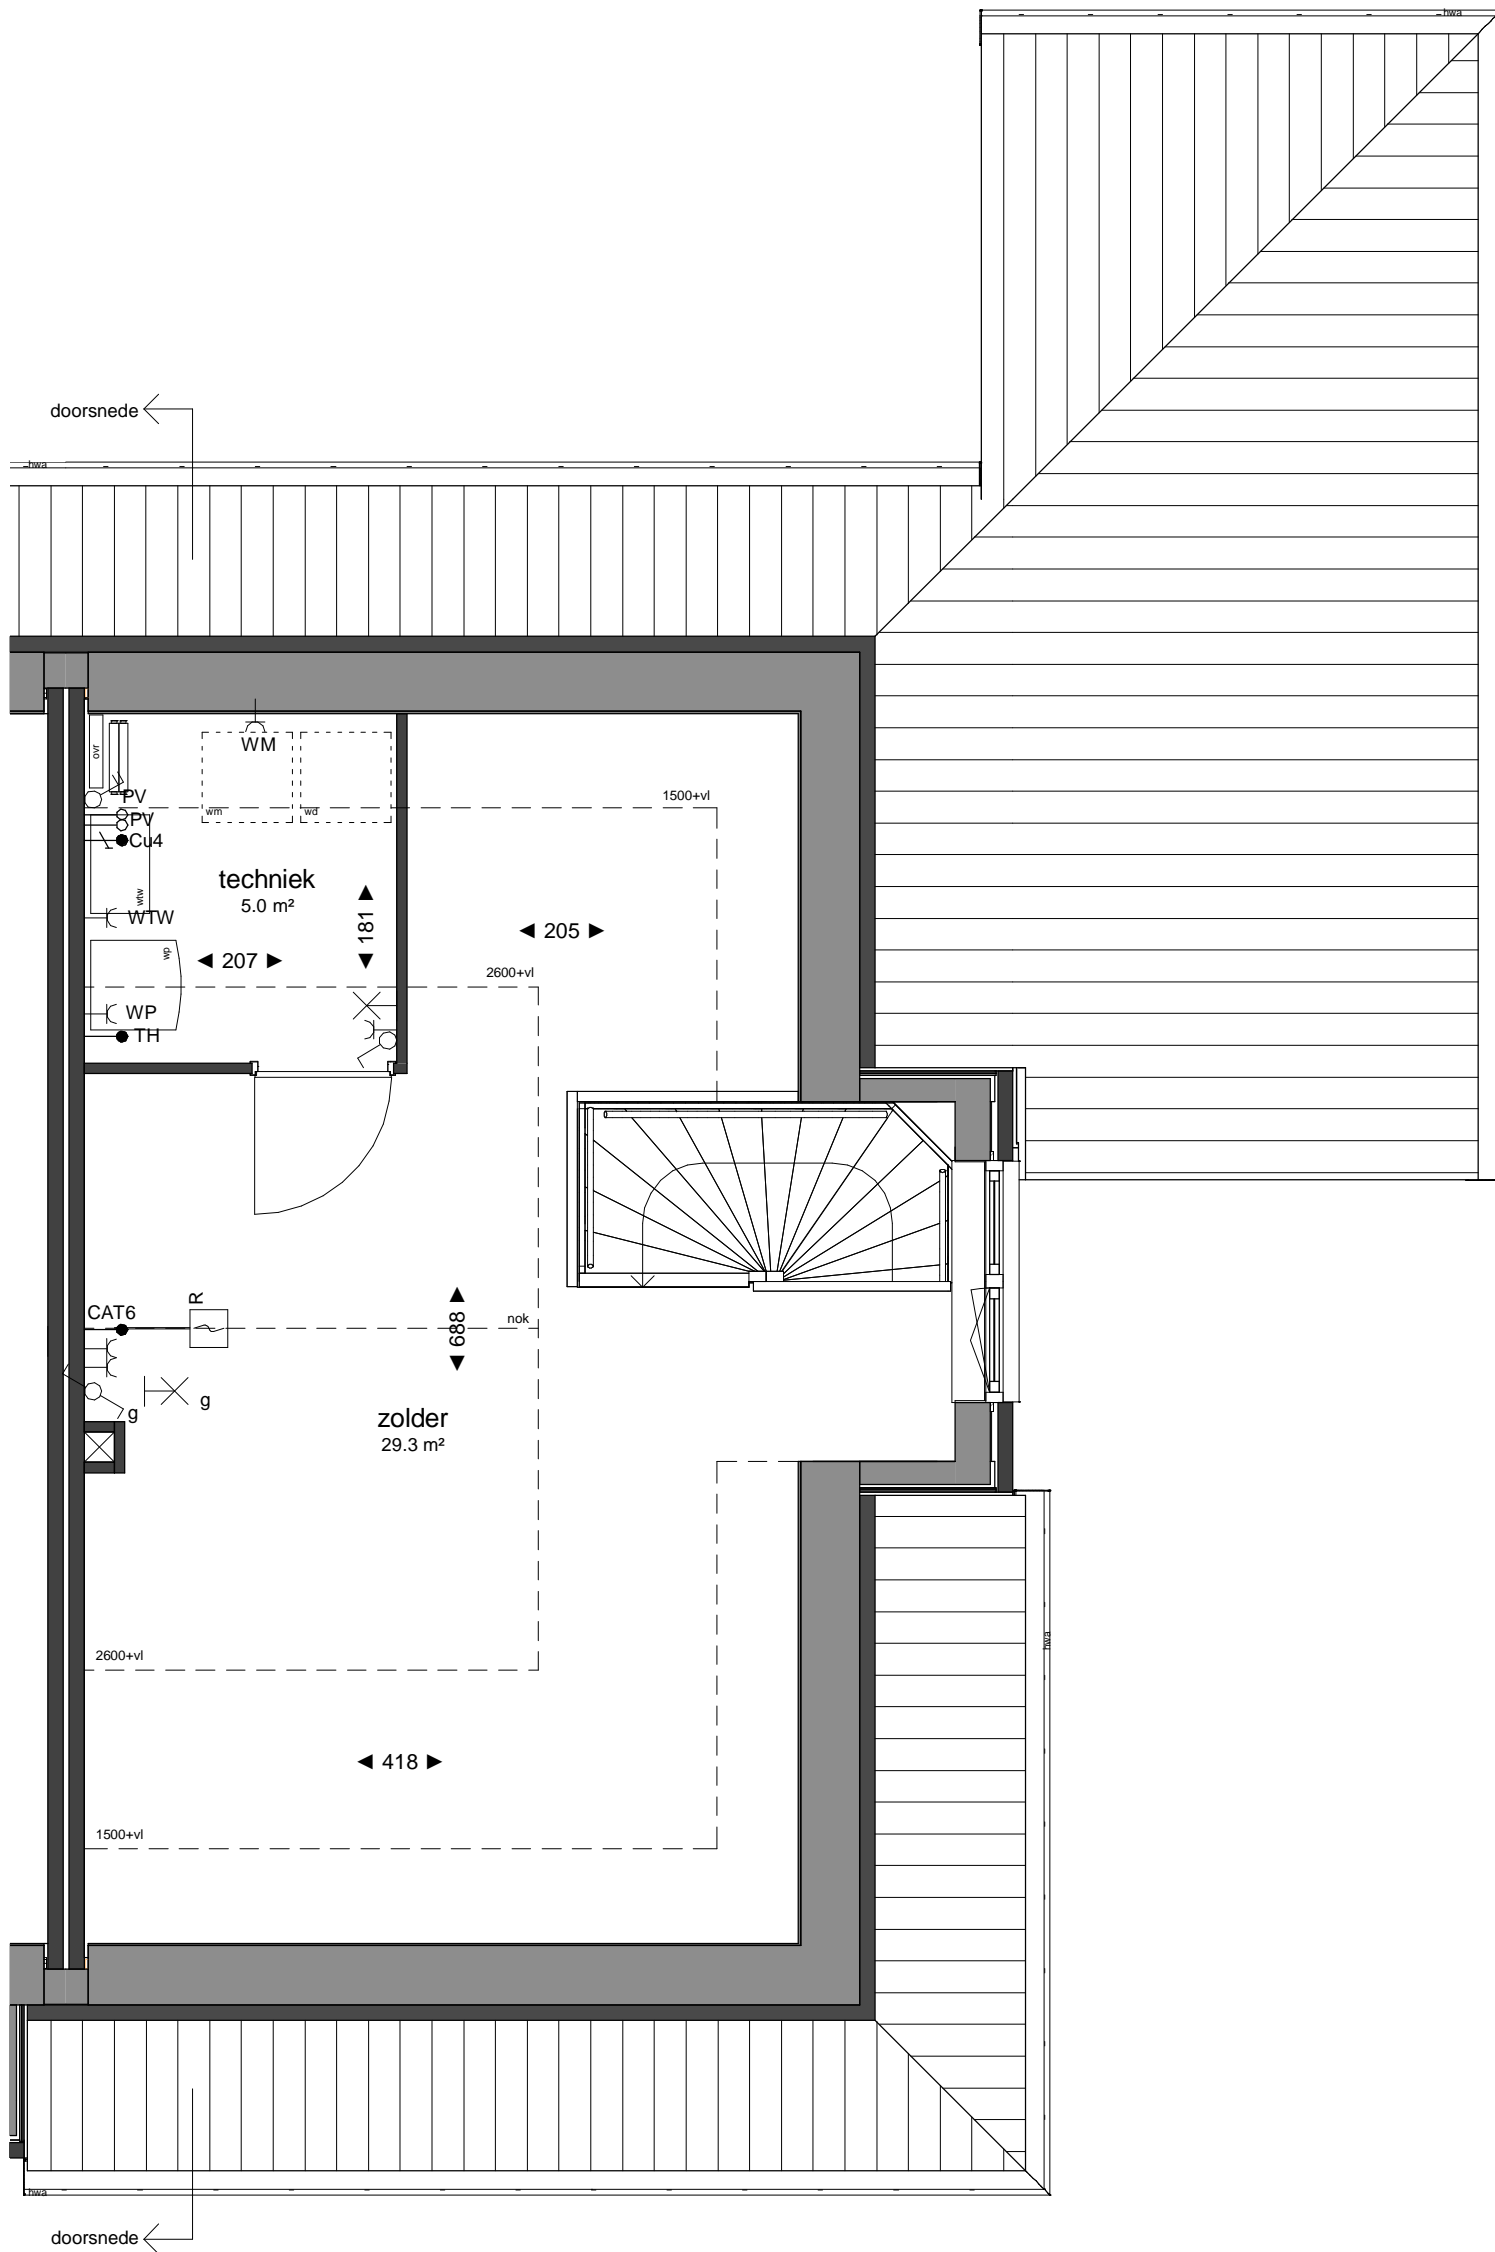 hwa
doorsnede
hwa
ovr
WM
PV
wm
wd
1500+vl
PV
Cu4
techniek
5.0 m²
wtw
WTW
◄ 181 ►
◄ 205 ►
wp
◄ 207 ►
2600+vl
WP
TH
R
CAT6
nok
◄ 688 ►
g
g
zolder
29.3 m²
2600+vl
hwa
◄ 418 ►
1500+vl
hwa
doorsnede